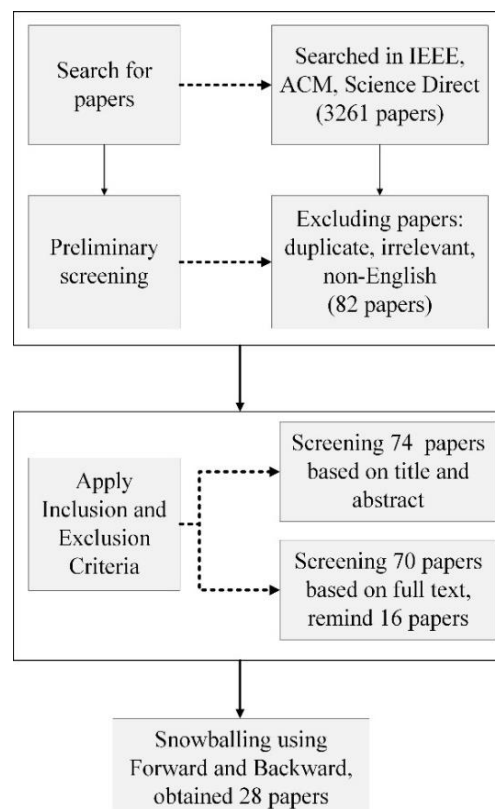 Search for
papers
Searched in IEEE,
ACM, Science Direct
(3261 papers)
Preliminary
screening
Excluding papers:
duplicate, irrelevant,
non-English
(82 papers)
Apply
Inclusion and
Exclusion
Criteria
Screening 74 papers
based on title and
abstract
Screening 70 papers
based on full text,
remind 16 papers
Snowballing using
Forward and Backward,
obtained 28 papers